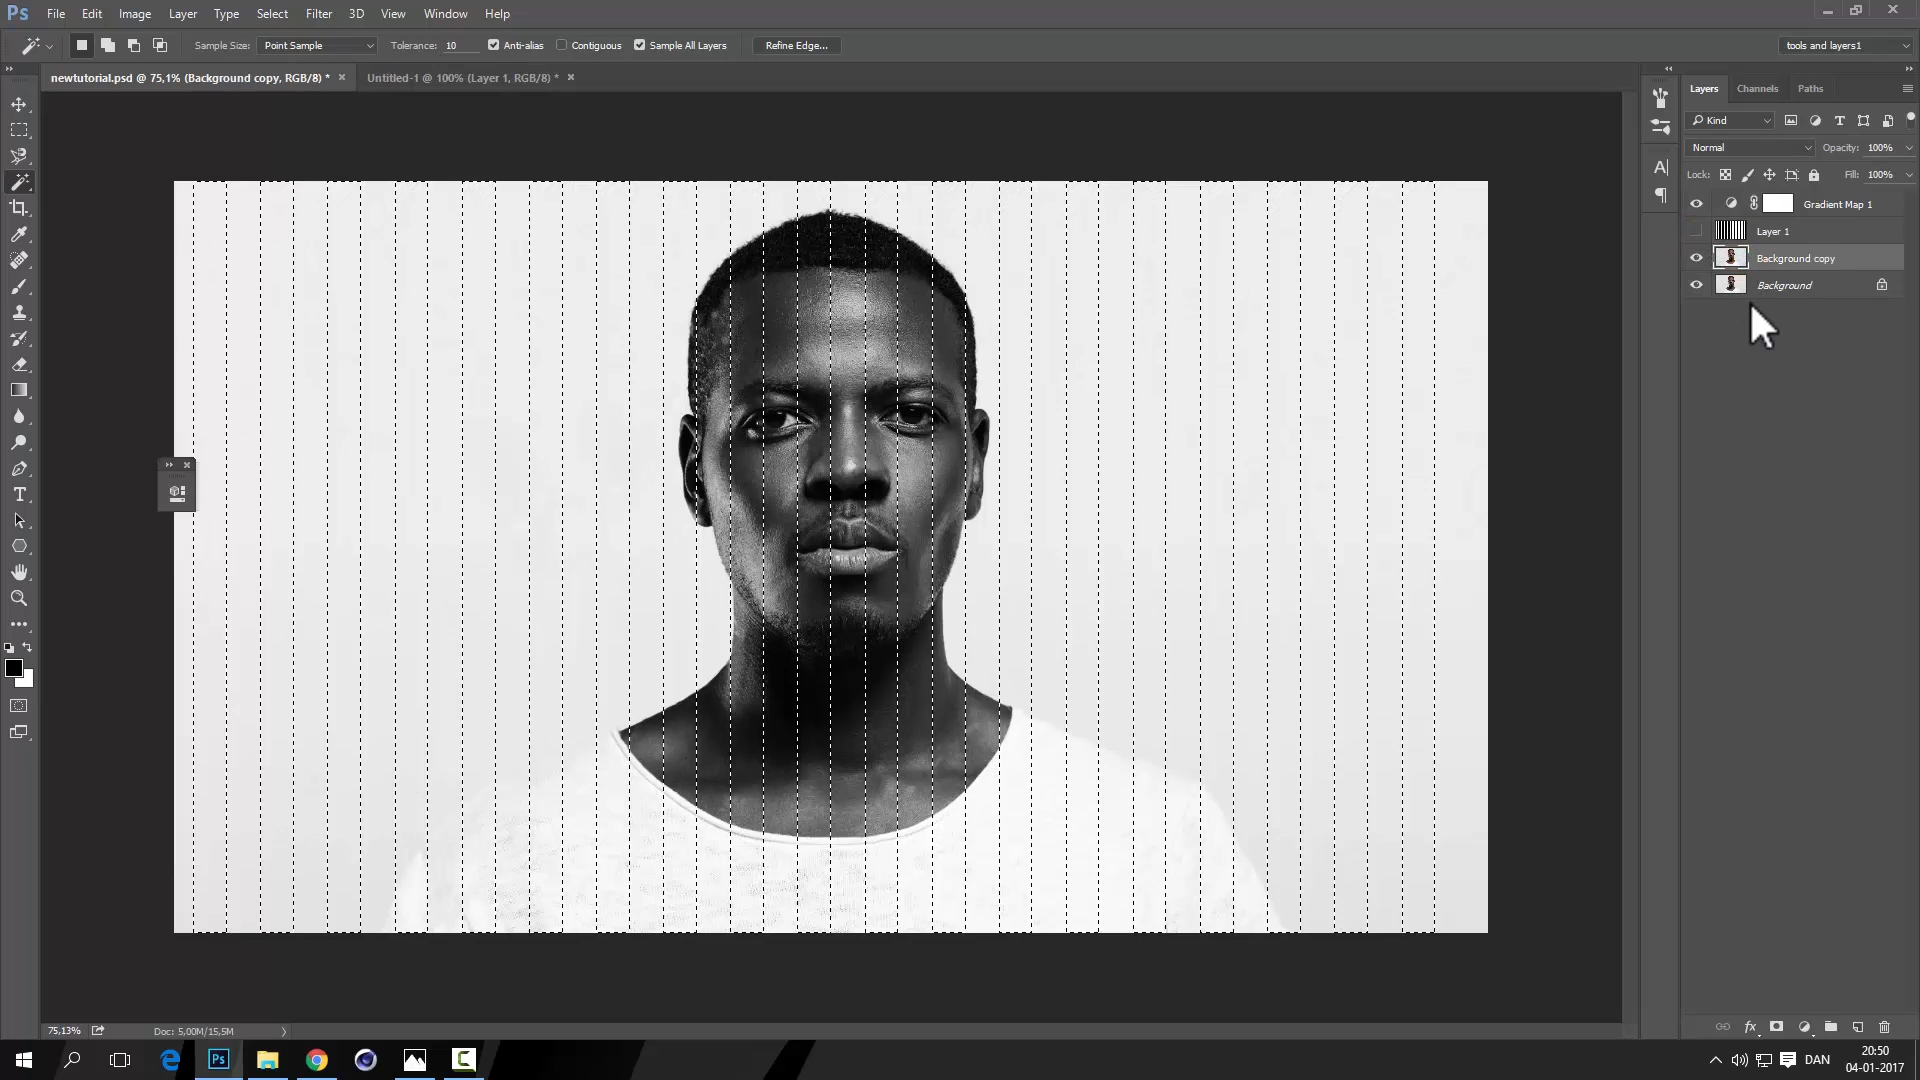 Ps File Edit Image Layer Type Select Filter 3D View Window Help
Sample Size: Point Sample Tolerance: 10 Anti-alias Contiguous Sample All Layers Refine Edge... tools and layers1
newtutorial.psd @ 75,1% (Background copy, RGB/8) * Untitled-1 @ 100% (Layer 1, RGB/8) *
Layers Channels Paths
Kind
Normal Opacity: 100%
Lock: Fill: 100%
Gradient Map 1
Layer 1
Background copy
Background
75,13% Doc: 5,00M/15,5M
Ps DAN 20:50
04-01-2017